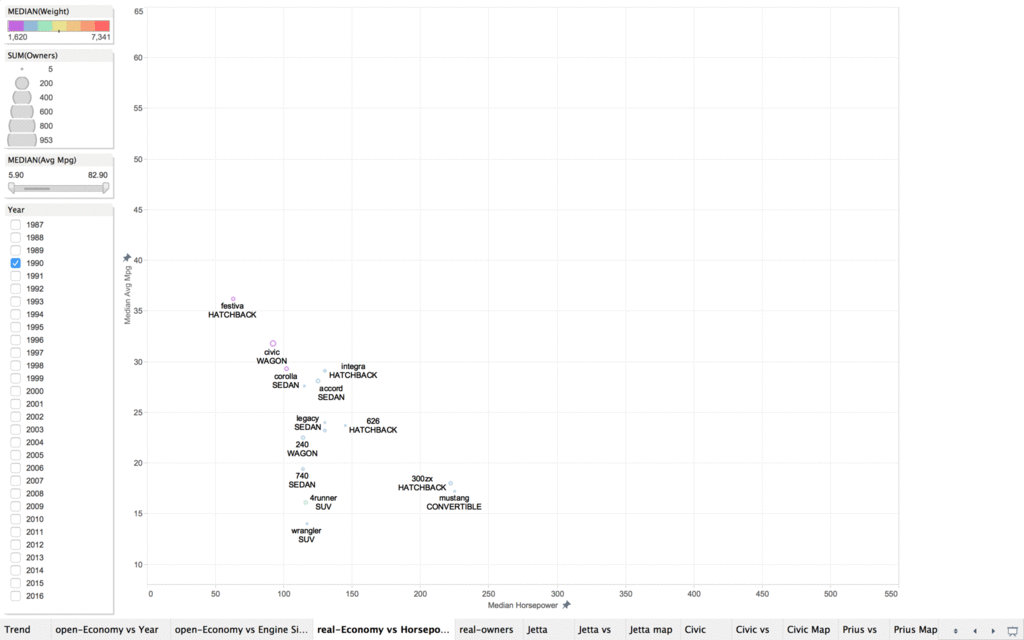 MEDIAN(Weight)
1,620 7,341
SUM(Owners)
5
200
400
600
800
953
MEDIAN(Avg Mpg)
5.90 82.90
Year
1987
1988
1989
1990
1991
1992
1993
1994
1995
1996
1997
1998
1999
2000
2001
2002
2003
2004
2005
2006
2007
2008
2009
2010
2011
2012
2013
2014
2015
2016
Median Avg Mpg
65
60
55
50
45
40
35
30
25
20
15
10
festiva
HATCHBACK
civic
WAGON
corolla
SEDAN
integra
HATCHBACK
accord
SEDAN
legacy
SEDAN
626
HATCHBACK
240
WAGON
740
SEDAN
300zx
HATCHBACK
4runner
SUV
mustang
CONVERTIBLE
wrangler
SUV
0 50 100 150 200 250 300 350 400 450 500 550
Median Horsepower
Trend open-Economy vs Year open-Economy vs Engine Si... real-Economy vs Horsepo... real-owners Jetta Jetta vs Jetta map Civic Civic vs Civic Map Prius vs Prius Map